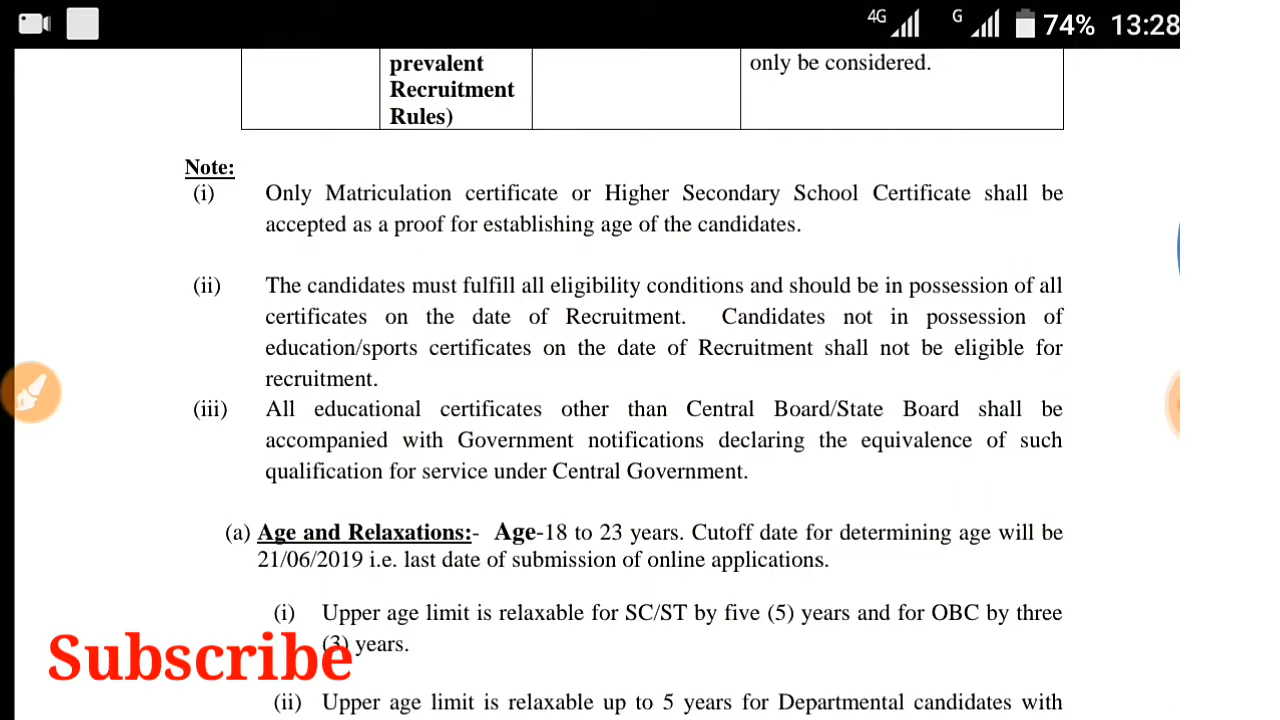 4G G 74% 13:28
prevalent only be considered.
Recruitment
Rules)
Note:
(i) Only Matriculation certificate or Higher Secondary School Certificate shall be
accepted as a proof for establishing age of the candidates.
(ii) The candidates must fulfill all eligibility conditions and should be in possession of all
certificates on the date of Recruitment. Candidates not in possession of
education/sports certificates on the date of Recruitment shall not be eligible for
recruitment.
(iii) All educational certificates other than Central Board/State Board shall be
accompanied with Government notifications declaring the equivalence of such
qualification for service under Central Government.
(a) Age and Relaxations:- Age-18 to 23 years. Cutoff date for determining age will be
21/06/2019 i.e. last date of submission of online applications.
(i) Upper age limit is relaxable for SC/ST by five (5) years and for OBC by three
(3) years.
Subscribe
(ii) Upper age limit is relaxable up to 5 years for Departmental candidates with